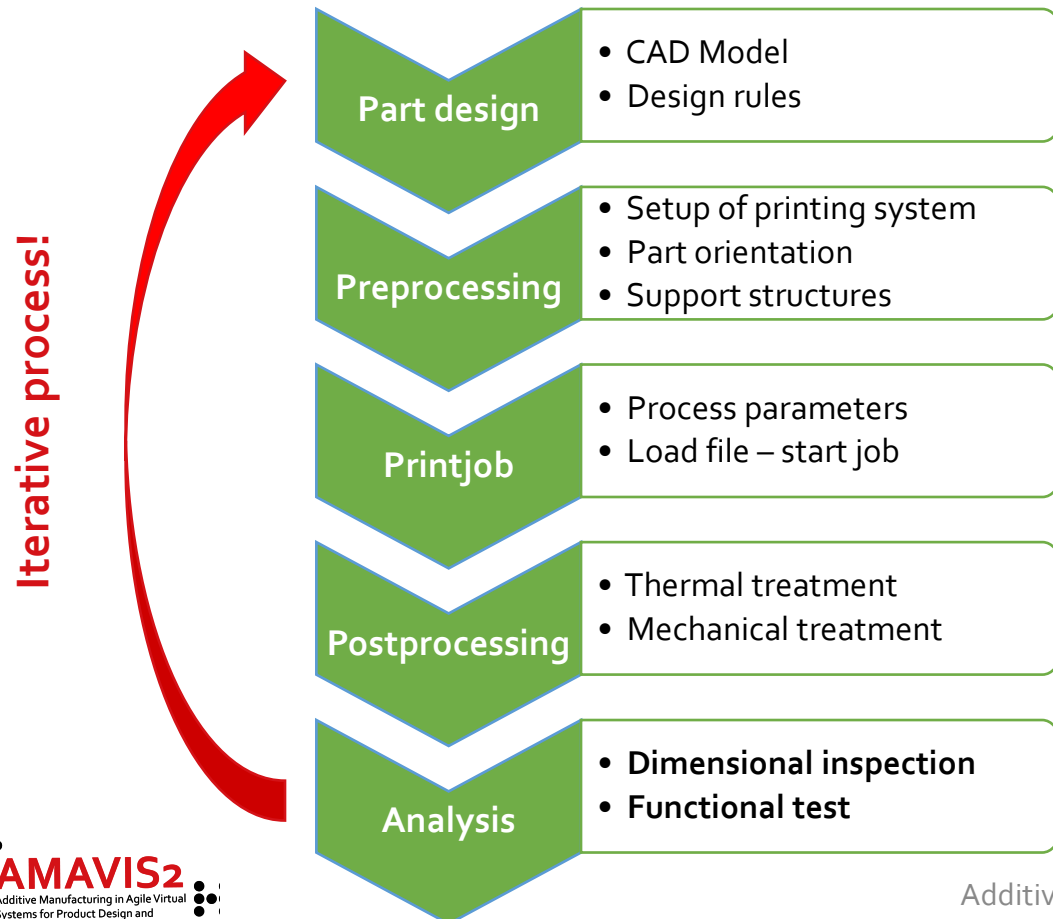 Iterative process!
Part design
• CAD Model
• Design rules
Preprocessing
• Setup of printing system
• Part orientation
• Support structures
Printjob
• Process parameters
• Load file – start job
Postprocessing
• Thermal treatment
• Mechanical treatment
Analysis
• Dimensional inspection
• Functional test
AMAVIS2
Additive Manufacturing in Agile Virtual
Systems for Product Design and
Additiv